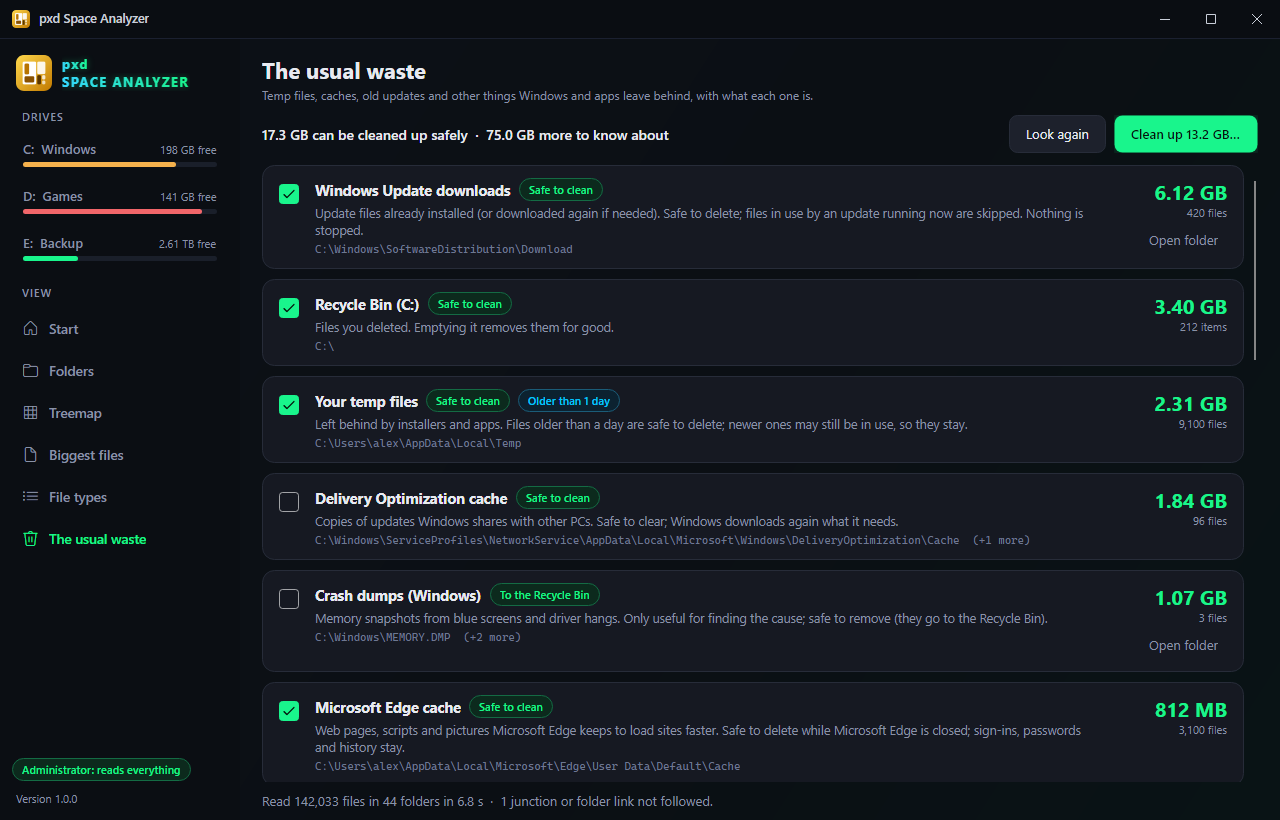 pxd Space Analyzer
pxd
SPACE ANALYZER
DRIVES
C: Windows 198 GB free
D: Games 141 GB free
E: Backup 2.61 TB free
VIEW
Start
Folders
Treemap
Biggest files
File types
The usual waste
Administrator: reads everything
Version 1.0.0
The usual waste
Temp files, caches, old updates and other things Windows and apps leave behind, with what each one is.
17.3 GB can be cleaned up safely · 75.0 GB more to know about
Look again
Clean up 13.2 GB...
Windows Update downloads Safe to clean 6.12 GB
Update files already installed (or downloaded again if needed). Safe to delete; files in use by an update running now are skipped. Nothing is
stopped.
420 files
C:\Windows\SoftwareDistribution\Download
Open folder
Recycle Bin (C:) Safe to clean 3.40 GB
Files you deleted. Emptying it removes them for good. 212 items
C:\
Your temp files Safe to clean Older than 1 day 2.31 GB
Left behind by installers and apps. Files older than a day are safe to delete; newer ones may still be in use, so they stay. 9,100 files
C:\Users\alex\AppData\Local\Temp
Delivery Optimization cache Safe to clean 1.84 GB
Copies of updates Windows shares with other PCs. Safe to clear; Windows downloads again what it needs. 96 files
C:\Windows\ServiceProfiles\NetworkService\AppData\Local\Microsoft\Windows\DeliveryOptimization\Cache (+1 more)
Crash dumps (Windows) To the Recycle Bin 1.07 GB
Memory snapshots from blue screens and driver hangs. Only useful for finding the cause; safe to remove (they go to the Recycle Bin). 3 files
C:\Windows\MEMORY.DMP (+2 more)
Open folder
Microsoft Edge cache Safe to clean 812 MB
Web pages, scripts and pictures Microsoft Edge keeps to load sites faster. Safe to delete while Microsoft Edge is closed; sign-ins, passwords
and history stay.
3,100 files
C:\Users\alex\AppData\Local\Microsoft\Edge\User Data\Default\Cache
Read 142,033 files in 44 folders in 6.8 s · 1 junction or folder link not followed.